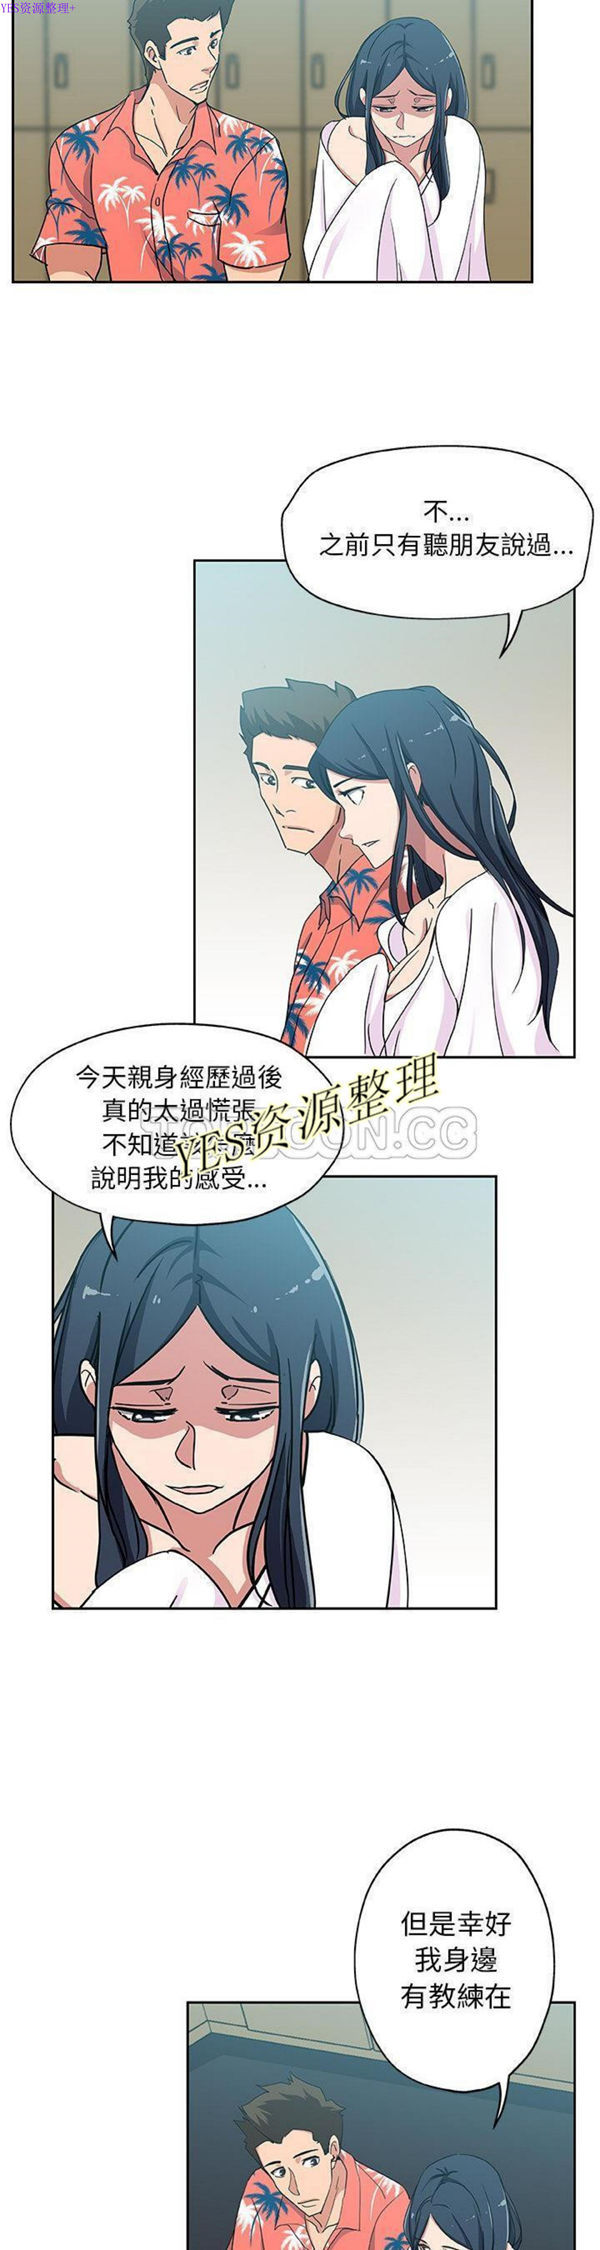 YES资源整理+
不...
之前只有聽朋友說過...
今天親身經歷過後
真的太過慌張
不知道
說明我的感受...
YES资源整理
TOOMOON.CC
但是幸好
我身邊
有教練在